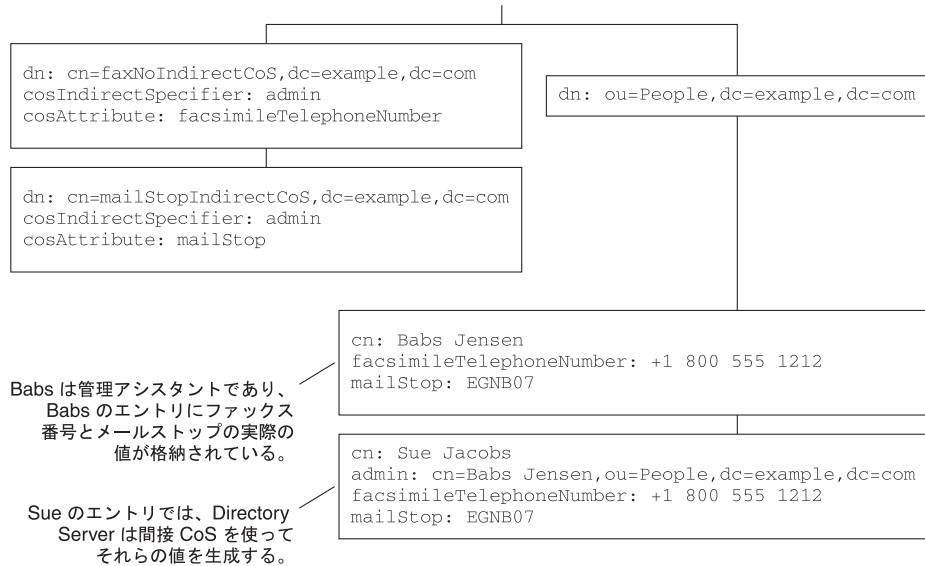 dn: cn=faxNoIndirectCoS,dc=example,dc=com
cosIndirectSpecifier: admin
cosAttribute: facsimileTelephoneNumber
dn: ou=People,dc=example,dc=com
dn: cn=mailStopIndirectCoS,dc=example,dc=com
cosIndirectSpecifier: admin
cosAttribute: mailStop
cn: Babs Jensen
facsimileTelephoneNumber: +1 800 555 1212
mailStop: EGNB07
Babs は管理アシスタントであり、
Babs のエントリにファックス
番号とメールストップの実際の
値が格納されている。
cn: Sue Jacobs
admin: cn=Babs Jensen,ou=People,dc=example,dc=com
facsimileTelephoneNumber: +1 800 555 1212
mailStop: EGNB07
Sue のエントリでは、Directory
Server は間接 CoS を使って
それらの値を生成する。